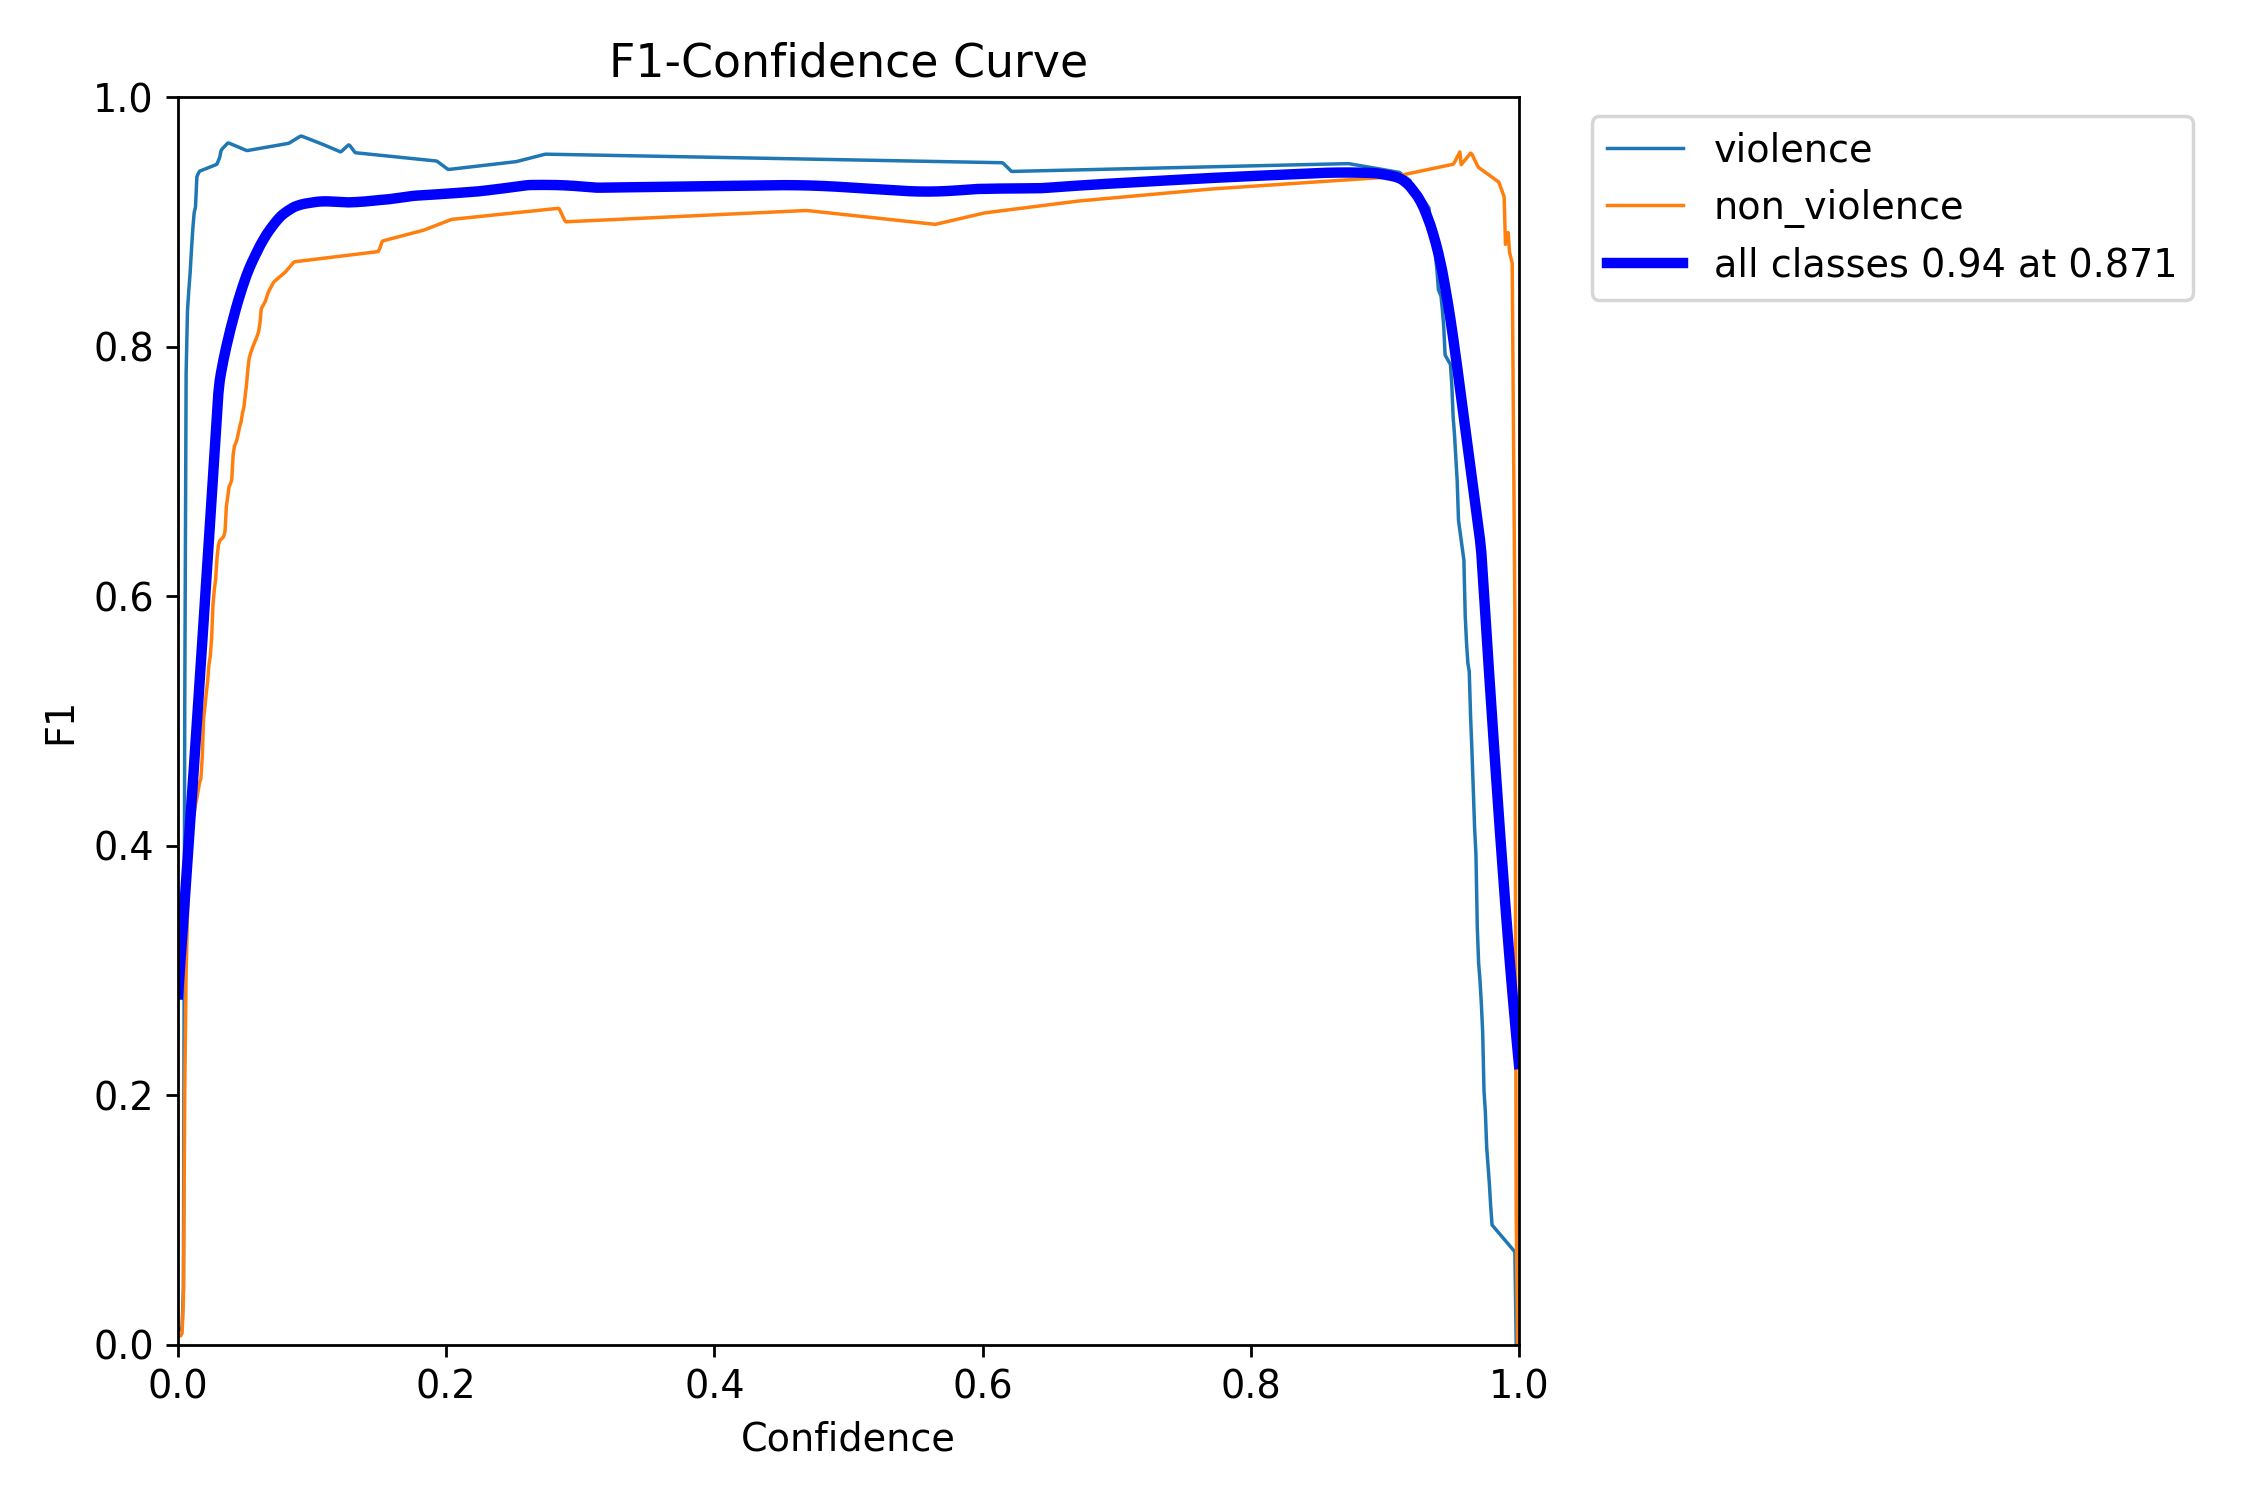 F1-Confidence Curve
1.0
0.8
0.6
0.4
0.2
0.0
F1
0.0 0.2 0.4 0.6 0.8 1.0
Confidence
violence
non_violence
all classes 0.94 at 0.871